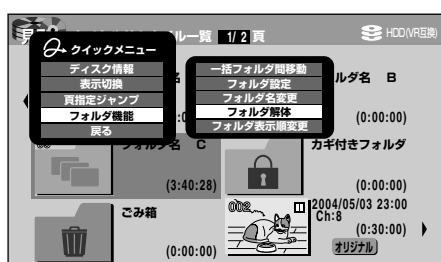 見
ル一覧 1/ 2 頁
HDD(VR互換)
クイックメニュー
ディスク情報
表示切換
頁指定ジャンプ
フォルダ機能
戻る
一括フォルダ間移動
フォルダ設定
フォルダ名変更
フォルダ解体
フォルダ表示順変更
名
ルダ名 B
(0:00:00)
フォルダ名 C
(3:40:28)
カギ付きフォルダ
(0:00:00)
ごみ箱
(0:00:00)
002
2004/05/03 23:00
Ch:8
(0:30:00)
オリジナル